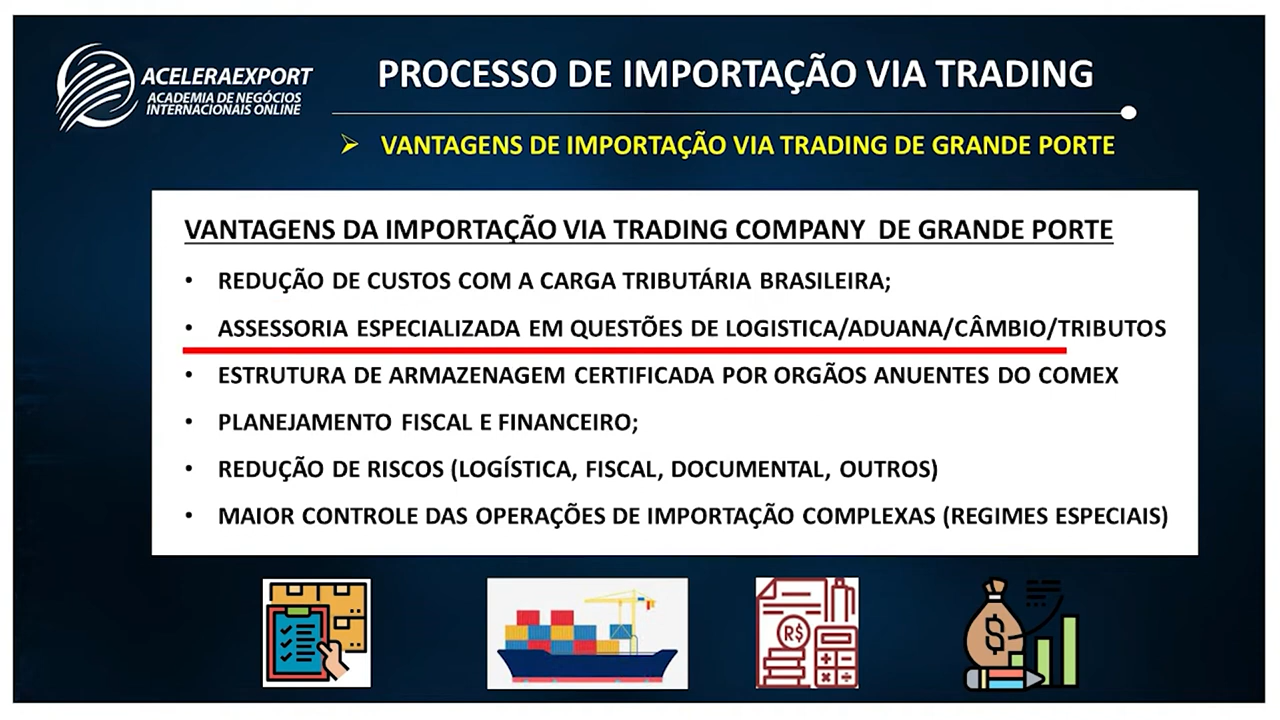 ACELERAEXPORT
ACADEMIA DE NEGÓCIOS
INTERNACIONAIS ONLINE
PROCESSO DE IMPORTAÇÃO VIA TRADING
VANTAGENS DE IMPORTAÇÃO VIA TRADING DE GRANDE PORTE
VANTAGENS DA IMPORTAÇÃO VIA TRADING COMPANY DE GRANDE PORTE
• REDUÇÃO DE CUSTOS COM A CARGA TRIBUTÁRIA BRASILEIRA;
• ASSESSORIA ESPECIALIZADA EM QUESTÕES DE LOGISTICA/ADUANA/CÂMBIO/TRIBUTOS
• ESTRUTURA DE ARMAZENAGEM CERTIFICADA POR ORGÃOS ANUENTES DO COMEX
• PLANEJAMENTO FISCAL E FINANCEIRO;
• REDUÇÃO DE RISCOS (LOGÍSTICA, FISCAL, DOCUMENTAL, OUTROS)
• MAIOR CONTROLE DAS OPERAÇÕES DE IMPORTAÇÃO COMPLEXAS (REGIMES ESPECIAIS)
R$
$